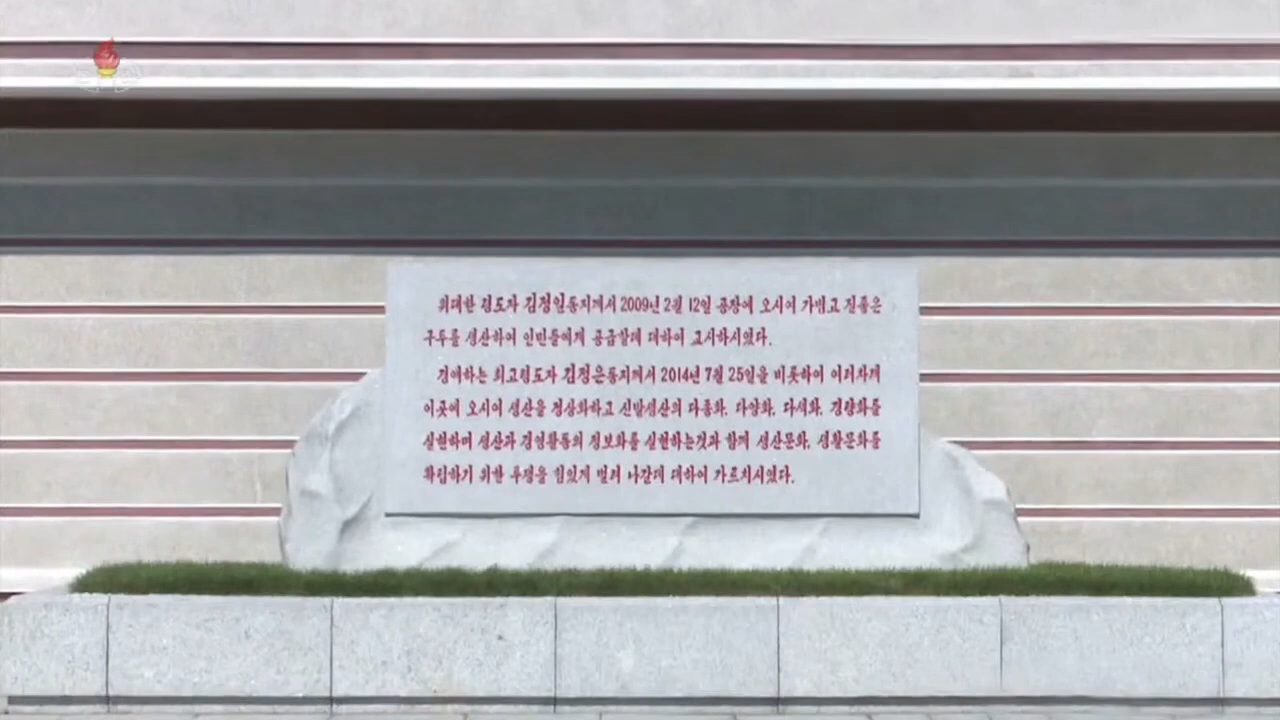 위대한 령도자 김정일동지께서 2009년 2월 12일 공장에 오시여 가볍고 질좋은
구두를 생산하여 인민들에게 공급할데 대하여 교시하시였다.
경애하는 최고령도자 김정은동지께서 2014년 7월 25일을 비롯하여 여러차례
이곳에 오시여 생산을 정상화하고 신발생산의 다종화, 다양화, 다색화, 경량화를
실현하며 생산과 경영활동의 정보화를 실현하는것과 함께 생산문화, 생활문화를
확립하기 위한 투쟁을 힘있게 벌려 나갈데 대하여 가르치시였다.